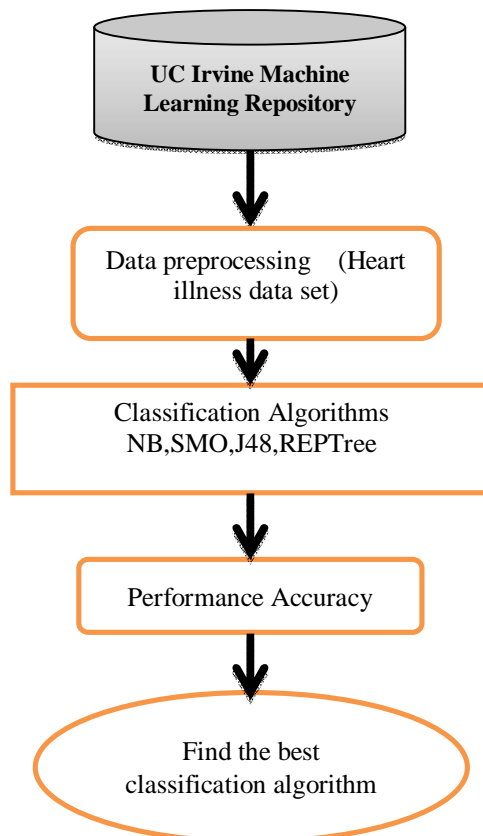 UC Irvine Machine
Learning Repository
Data preprocessing (Heart
illness data set)
Classification Algorithms
NB,SMO,J48,REPTree
Performance Accuracy
Find the best
classification algorithm